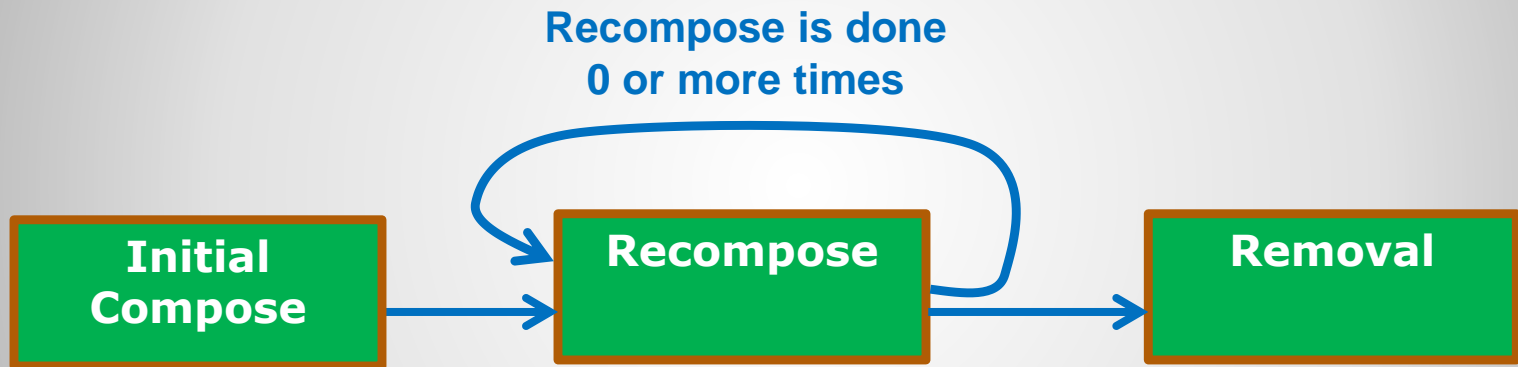 Recompose is done
0 or more times
Initial
Compose
Recompose
Removal